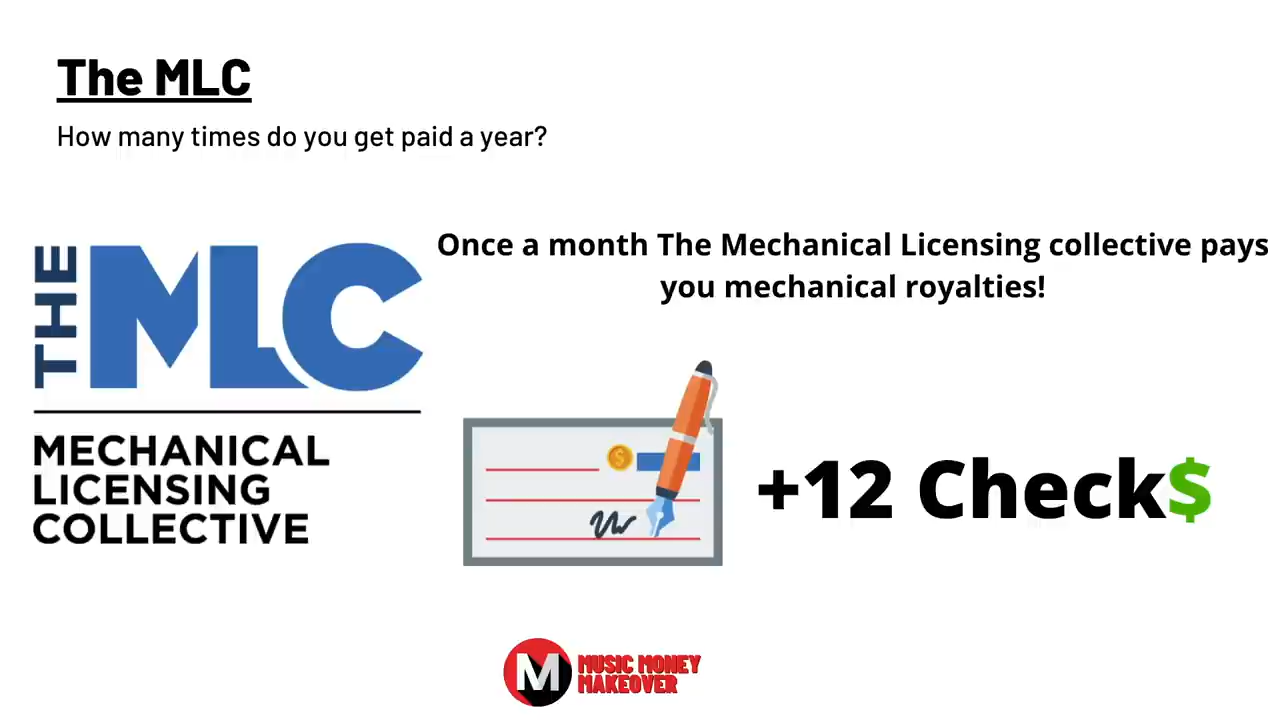 The MLC
How many times do you get paid a year?
THE
MLC
MECHANICAL
LICENSING
COLLECTIVE
Once a month The Mechanical Licensing collective pays
you mechanical royalties!
$
+12 Check$
M
MUSIC MONEY
MAKEOVER